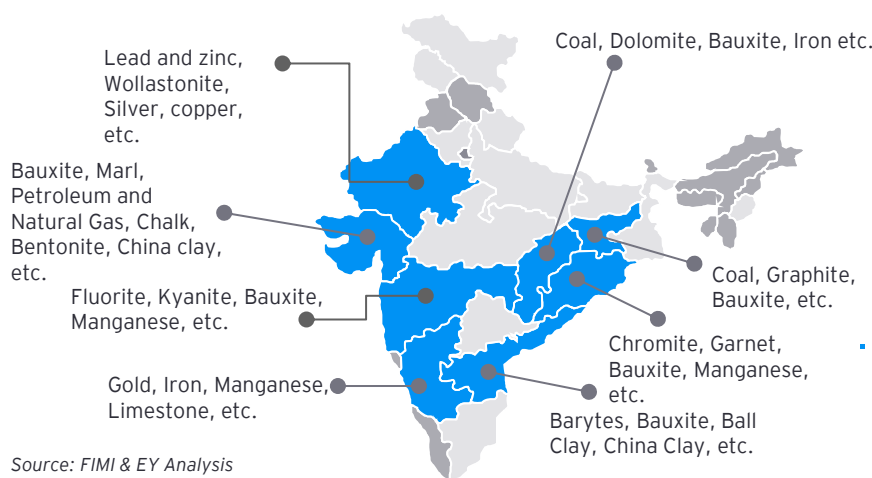 Coal, Dolomite, Bauxite, Iron etc.
Lead and zinc,
Wollastonite,
Silver, copper,
etc.
Bauxite, Marl,
Petroleum and
Natural Gas, Chalk,
Bentonite, China clay,
etc.
Coal, Graphite,
Bauxite, etc.
Fluorite, Kyanite, Bauxite,
Manganese, etc.
Chromite, Garnet,
Bauxite, Manganese,
etc.
Gold, Iron, Manganese,
Limestone, etc.
Barytes, Bauxite, Ball
Clay, China Clay, etc.
Source: FIMI & EY Analysis